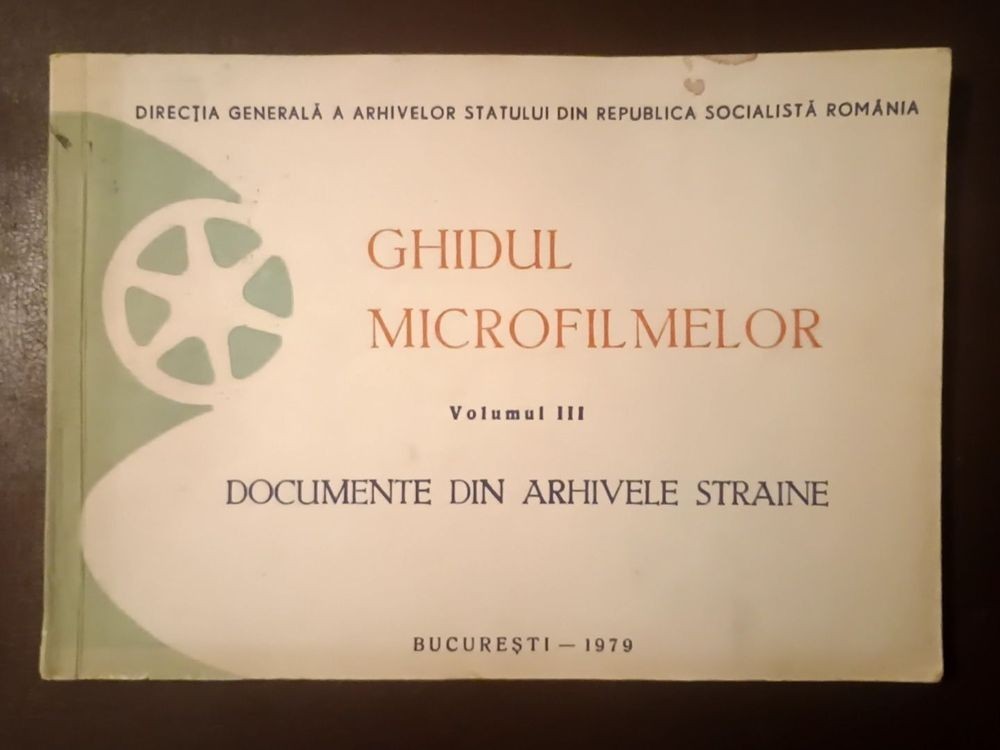 DIRECȚIA GENERALĂ A ARHIVELOR STATULUI DIN REPUBLICA SOCIALISTĂ ROMÂNIA
GHIDUL
MICROFILMELOR
Volumul III
DOCUMENTE DIN ARHIVELE STRAINE
BUCUREȘTI — 1979